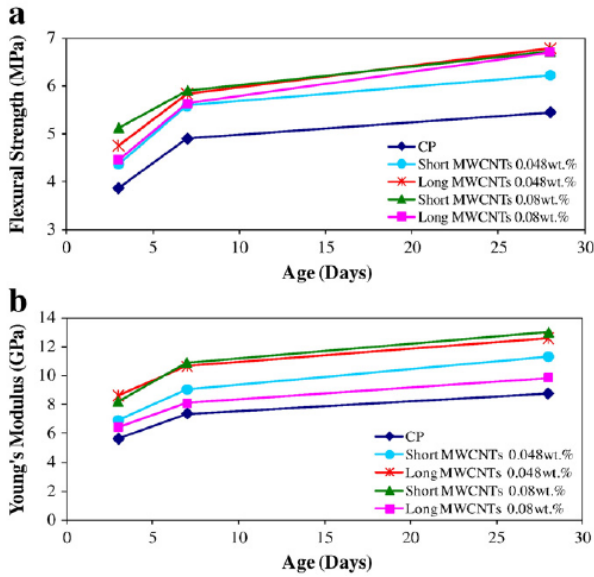 a
Flexural Strength (MPa)
7
6
5
4
3
CP
Short MWCNTs 0.048wt.%
Long MWCNTs 0.048wt.%
Short MWCNTs 0.08wt.%
Long MWCNTs 0.08wt.%
0 5 10 15 20 25 30
Age (Days)
b
Young's Modulus (GPa)
14
12
10
8
6
4
2
0
CP
Short MWCNTs 0.048wt.%
Long MWCNTs 0.048wt.%
Short MWCNTs 0.08wt.%
Long MWCNTs 0.08wt.%
0 5 10 15 20 25 30
Age (Days)